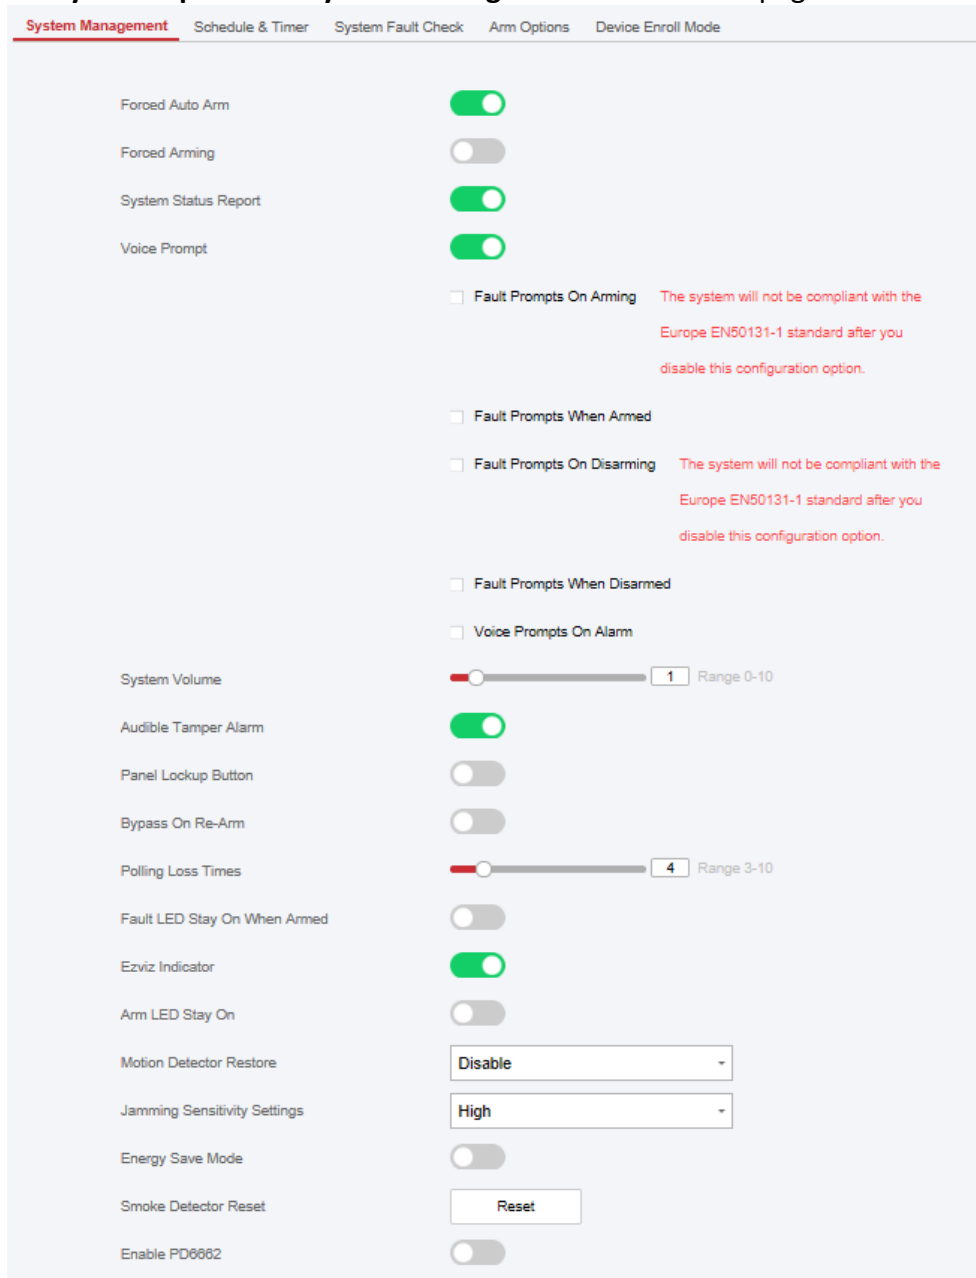 System Management Schedule & Timer System Fault Check Arm Options Device Enroll Mode
Forced Auto Arm
Forced Arming
System Status Report
Voice Prompt
Fault Prompts On Arming The system will not be compliant with the
Europe EN50131-1 standard after you
disable this configuration option.
Fault Prompts When Armed
Fault Prompts On Disarming The system will not be compliant with the
Europe EN50131-1 standard after you
disable this configuration option.
Fault Prompts When Disarmed
Voice Prompts On Alarm
System Volume 1 Range 0-10
Audible Tamper Alarm
Panel Lockup Button
Bypass On Re-Arm
Polling Loss Times 4 Range 3-10
Fault LED Stay On When Armed
Ezviz Indicator
Arm LED Stay On
Motion Detector Restore Disable
Jamming Sensitivity Settings High
Energy Save Mode
Smoke Detector Reset Reset
Enable PD6662